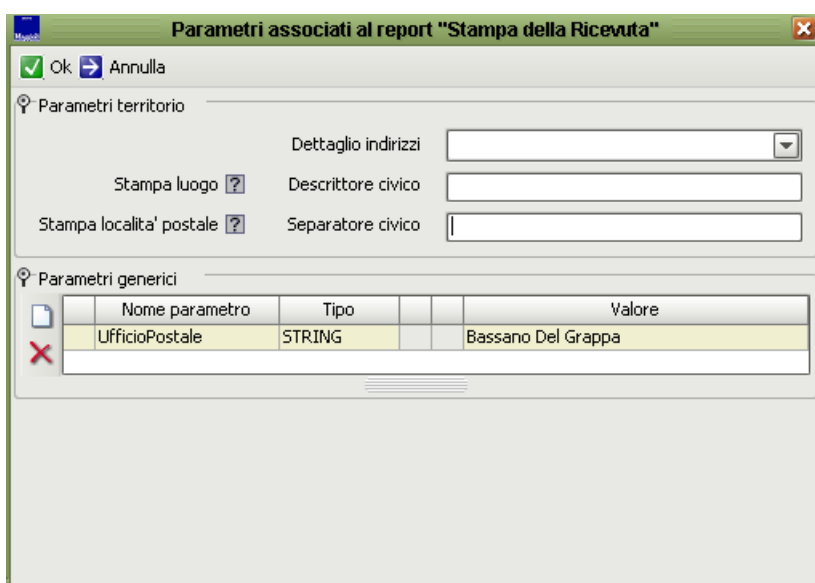 Parametri associati al report "Stampa della Ricevuta"
Ok Annulla
Parametri territorio
Dettaglio indirizzi
Stampa luogo ? Descrittore civico
Stampa localita' postale ? Separatore civico
Parametri generici
Nome parametro Tipo Valore
UfficioPostale STRING Bassano Del Grappa